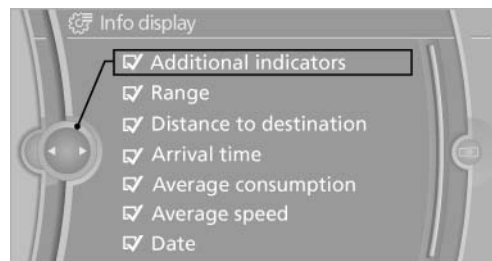 Info display
Additional indicators
Range
Distance to destination
Arrival time
Average consumption
Average speed
Date